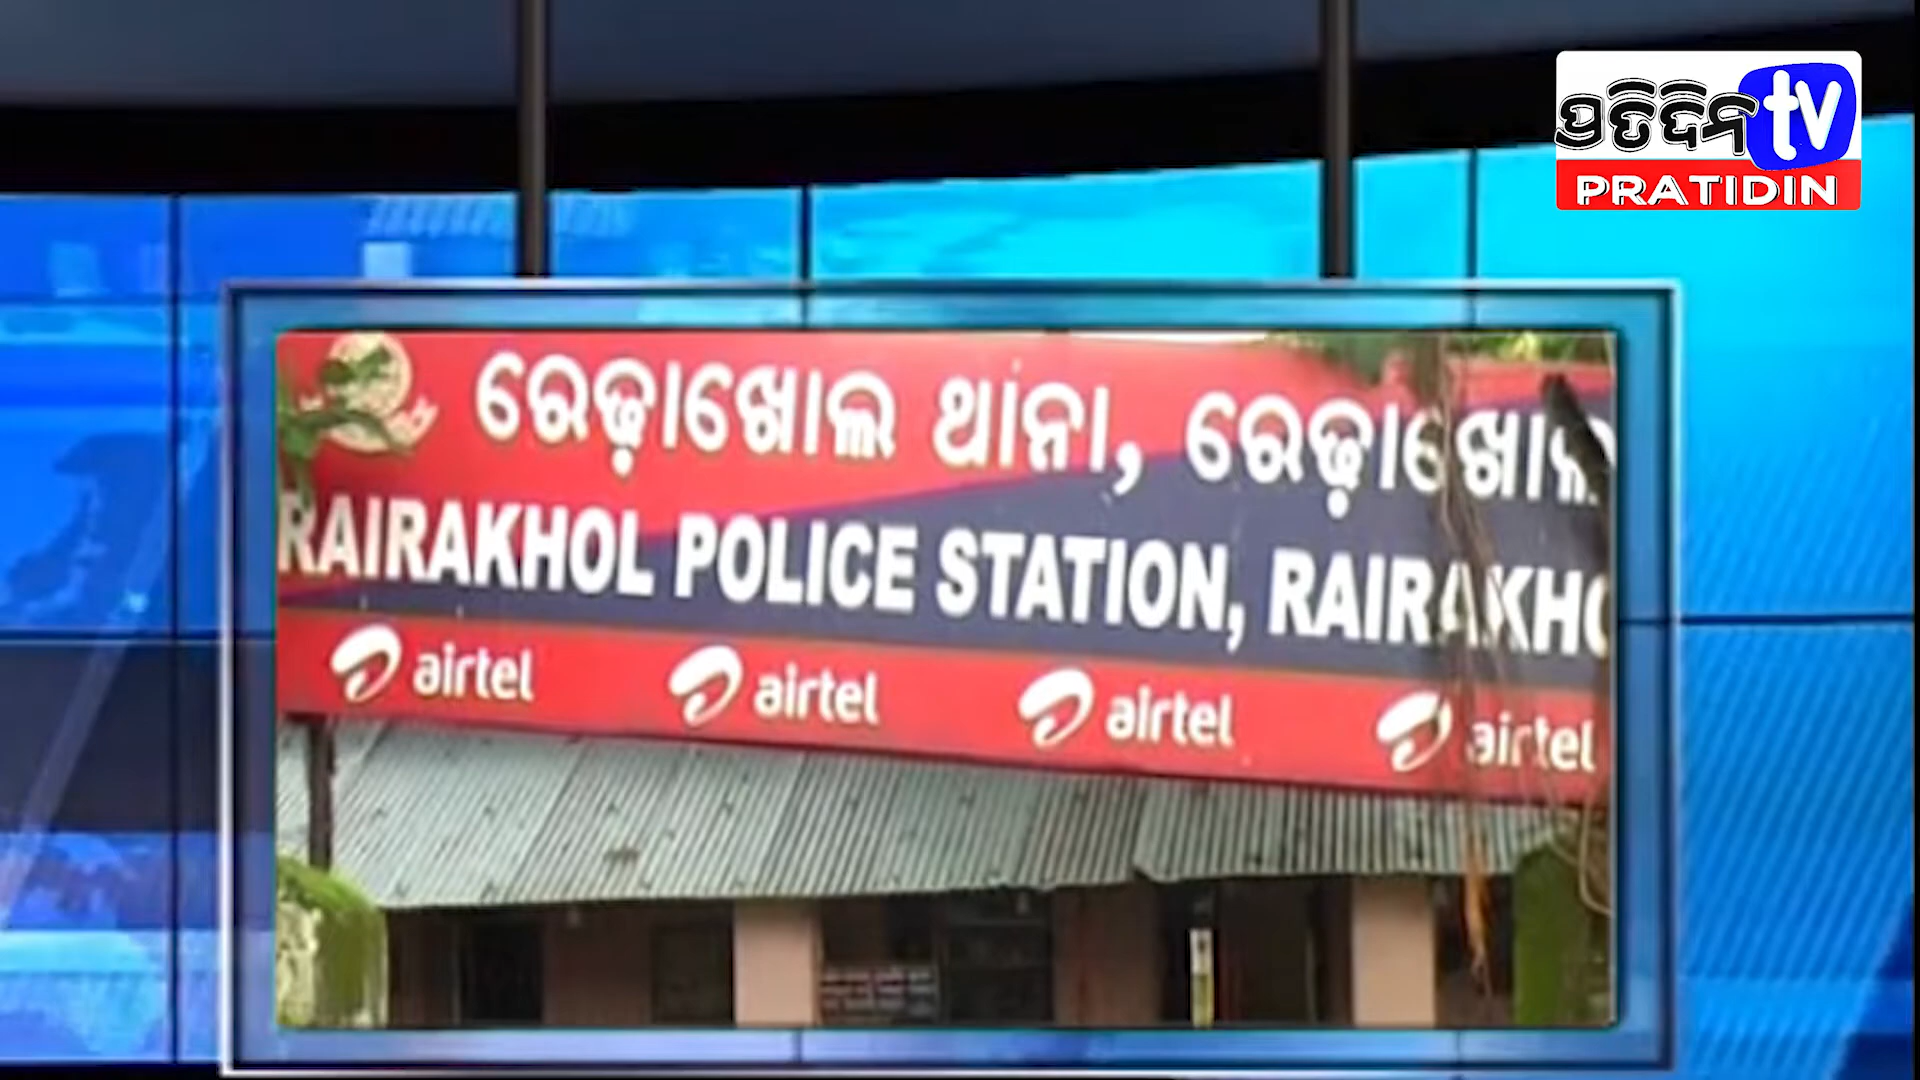 ପ୍ରତିଦିନ tv
PRATIDIN
ରେଢ଼ାଖୋଲ ଥାନା, ରେଢ଼ାଖୋଲ
RAIRAKHOL POLICE STATION, RAIRAKHO
airtel airtel airtel airtel